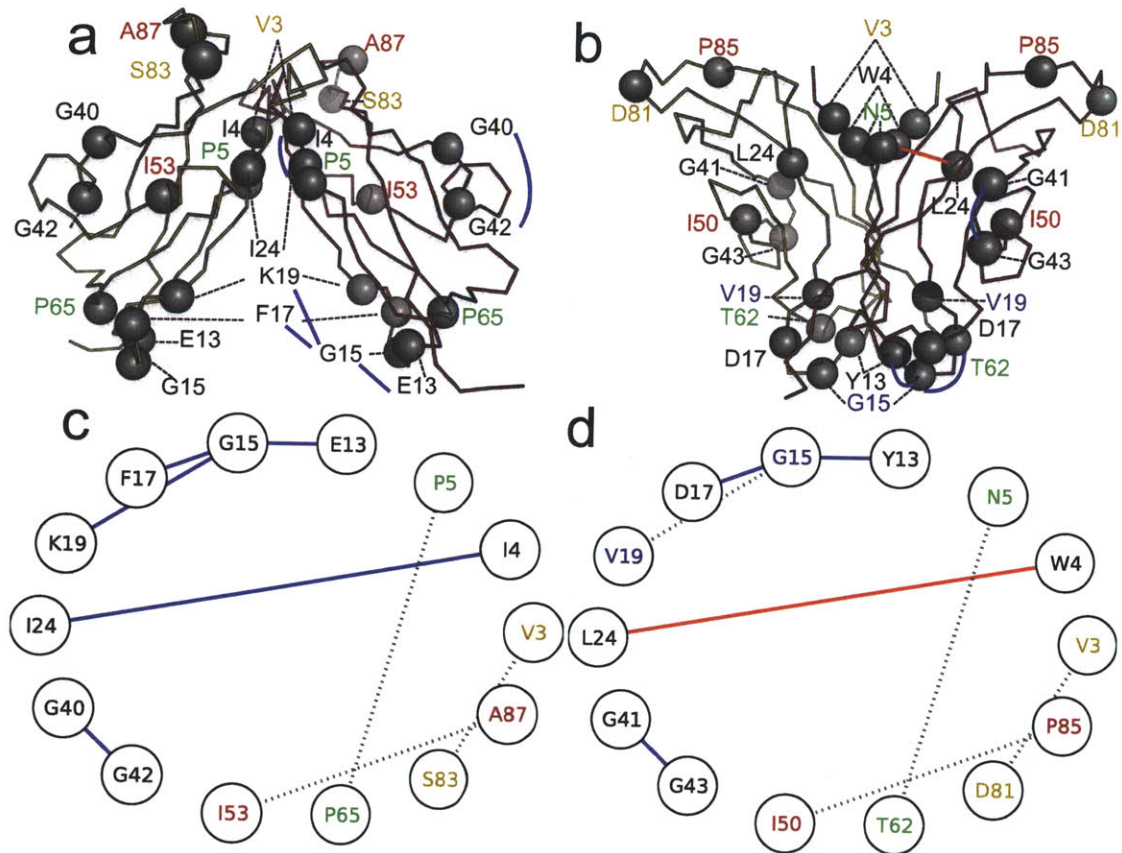 a
A87
V3
A87
S83
S83
G40
I4
I4
G40
P5
P5
I53
I53
G42
G42
I24
K19
P65
F17
P65
E13
G15
E13
G15
b
V3
P85
P85
W4
D81
N5
D81
L24
G41
G41
L24
I50
I50
G43
G43
V19
V19
T62
D17
D17
T62
Y13
G15
c
G15
E13
F17
P5
K19
I4
I24
V3
G40
A87
G42
S83
I53
P65
d
G15
Y13
D17
N5
V19
W4
L24
V3
G41
P85
G43
D81
I50
T62